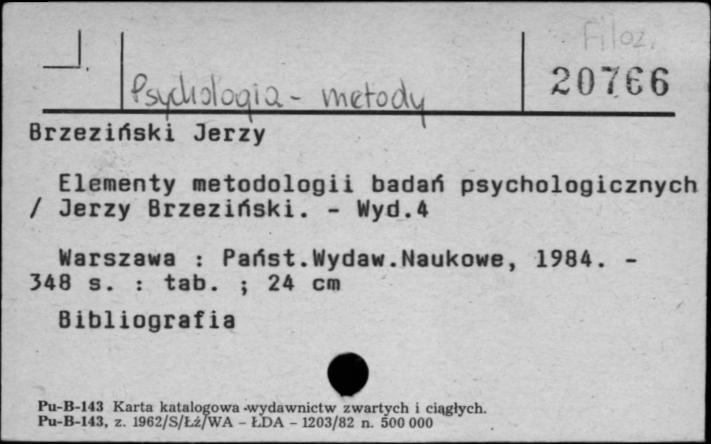 Filoz.
Psychologia - metody
20766
Brzeziński Jerzy
Elementy metodologii badań psychologicznych
/ Jerzy Brzeziński. - Wyd.4
Warszawa : Państ.Wydaw.Naukowe, 1984. -
348 s. : tab. ; 24 cm
Bibliografia
Pu-B-143 Karta katalogowa -wydawnictw zwartych i ciągłych.
Pu-B-143, z. 1962/S/Łż/WA - ŁDA - 1203/82 n. 500 000